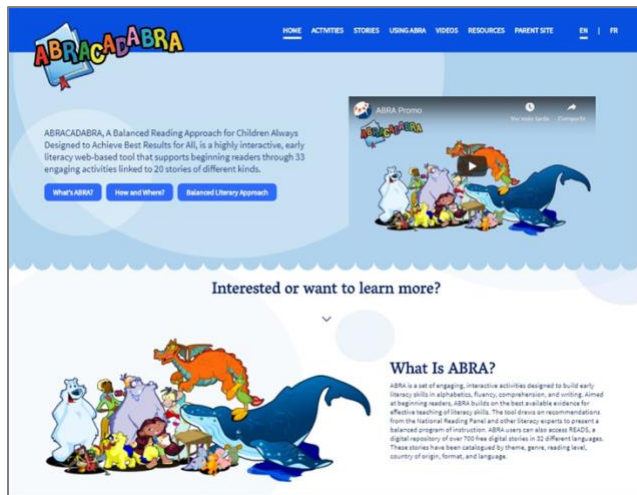 ABRACADABRA
HOME ACTIVITIES STORIES USING ABRA VIDEOS RESOURCES PARENT SITE EN | FR
ABRACADABRA, A Balanced Reading Approach for Children Always
Designed to Achieve Best Results for All, is a highly interactive, early
literacy web-based tool that supports beginning readers through 33
engaging activities linked to 20 stories of different kinds.
What's ABRA? How and Where? Balanced Literary Approach
ABRA Promo
Ver más tarde Compartir
ABRACADABRA
Interested or want to learn more?
What Is ABRA?
ABRA is a set of engaging, interactive activities designed to build early
literacy skills in alphabetics, fluency, comprehension, and writing. Aimed
at beginning readers, ABRA builds on the best available evidence for
effective teaching of literacy skills. The tool draws on recommendations
from the National Reading Panel and other literacy experts to present a
balanced program of instruction. ABRA users can also access READS, a
digital repository of over 700 free digital stories in 32 different languages.
These stories have been catalogued by theme, genre, reading level,
country of origin, format, and language.